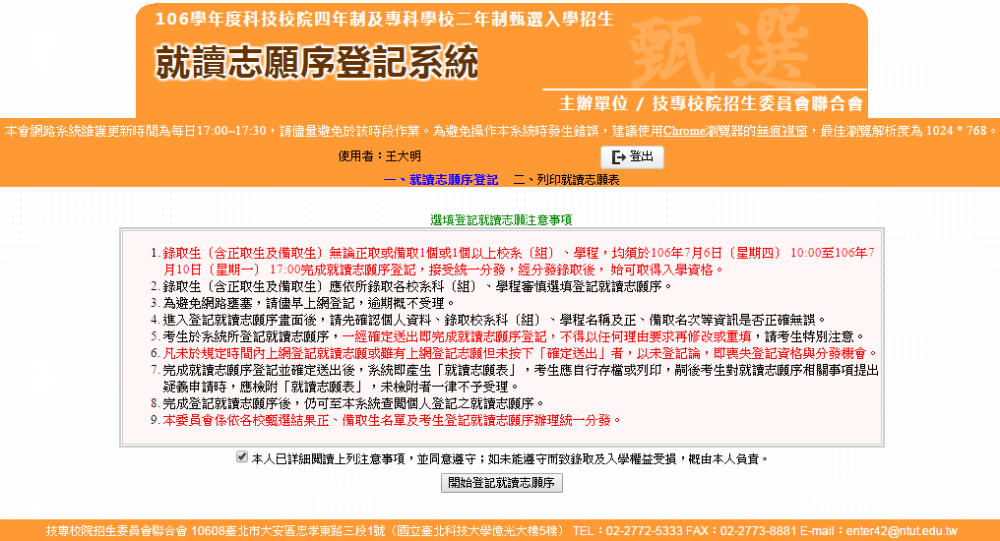 106學年度科技校院四年制及專科學校二年制甄選入學招生
甄選
就讀志願序登記系統
主辦單位 / 技專校院招生委員會聯合會
本會網路系統維護更新時間為每日17:00~17:30，請儘量避免於該時段作業。為避免操作本系統時發生錯誤，建議使用Chrome瀏覽器的無痕視窗，最佳瀏覽解析度為 1024 * 768。
使用者：王大明
登出
一、就讀志願序登記 二、列印就讀志願表
選填登記就讀志願注意事項
1. 錄取生〔含正取生及備取生〕無論正取或備取1個或1個以上校系〔組〕、學程，均須於106年7月6日〔星期四〕 10:00至106年7
月10日〔星期一〕 17:00完成就讀志願序登記，接受統一分發，經分發錄取後， 始可取得入學資格。
2. 錄取生〔含正取生及備取生〕應依所錄取各校系科〔組〕、學程審慎選填登記就讀志願序。
3. 為避免網路壅塞，請儘早上網登記，逾期概不受理。
4. 進入登記就讀志願序畫面後，請先確認個人資料、錄取校系科〔組〕、學程名稱及正、備取名次等資訊是否正確無誤。
5. 考生於系統所登記就讀志願序，一經確定送出即完成就讀志願序登記，不得以任何理由要求再修改或重填，請考生特別注意。
6. 凡未於規定時間內上網登記就讀志願或雖有上網登記志願但未按下「確定送出」者，以未登記論，即喪失登記資格與分發機會。
7. 完成就讀志願序登記並確定送出後，系統即產生「就讀志願表」，考生應自行存檔或列印，嗣後考生對就讀志願序相關事項提出
疑義申請時，應檢附「就讀志願表」，未檢附者一律不予受理。
8. 完成登記就讀志願序後，仍可至本系統查閱個人登記之就讀志願序。
9. 本委員會係依各校甄選結果正、備取生名單及考生登記就讀志願序辦理統一分發。
本人已詳細閱讀上列注意事項，並同意遵守；如未能遵守而致錄取及入學權益受損，概由本人負責。
開始登記就讀志願序
技專校院招生委員會聯合會 10608臺北市大安區忠孝東路三段1號（國立臺北科技大學億光大樓5樓） TEL：02-2772-5333 FAX：02-2773-8881 E-mail：enter42@ntut.edu.tw